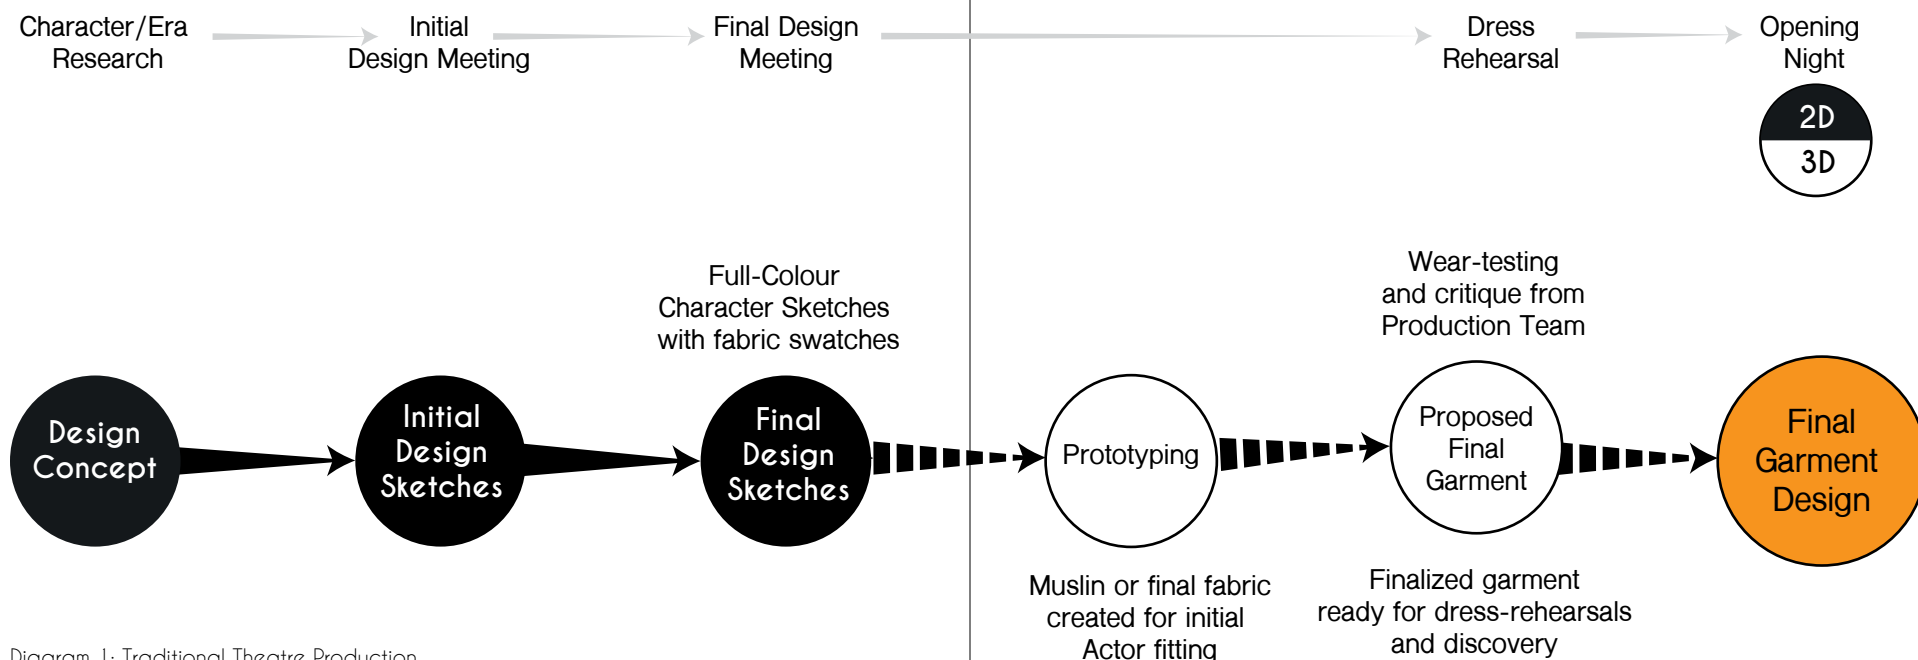 Character/Era
Research
Initial
Design Meeting
Final Design
Meeting
Dress
Rehearsal
Opening
Night
2D
3D
Full-Colour
Character Sketches
with fabric swatches
Wear-testing
and critique from
Production Team
Design
Concept
Initial
Design
Sketches
Final
Design
Sketches
Prototyping
Proposed
Final
Garment
Final
Garment
Design
Muslin or final fabric
created for initial
Actor fitting
Finalized garment
ready for dress-rehearsals
and discovery
Diagram 1: Traditional Theatre Production